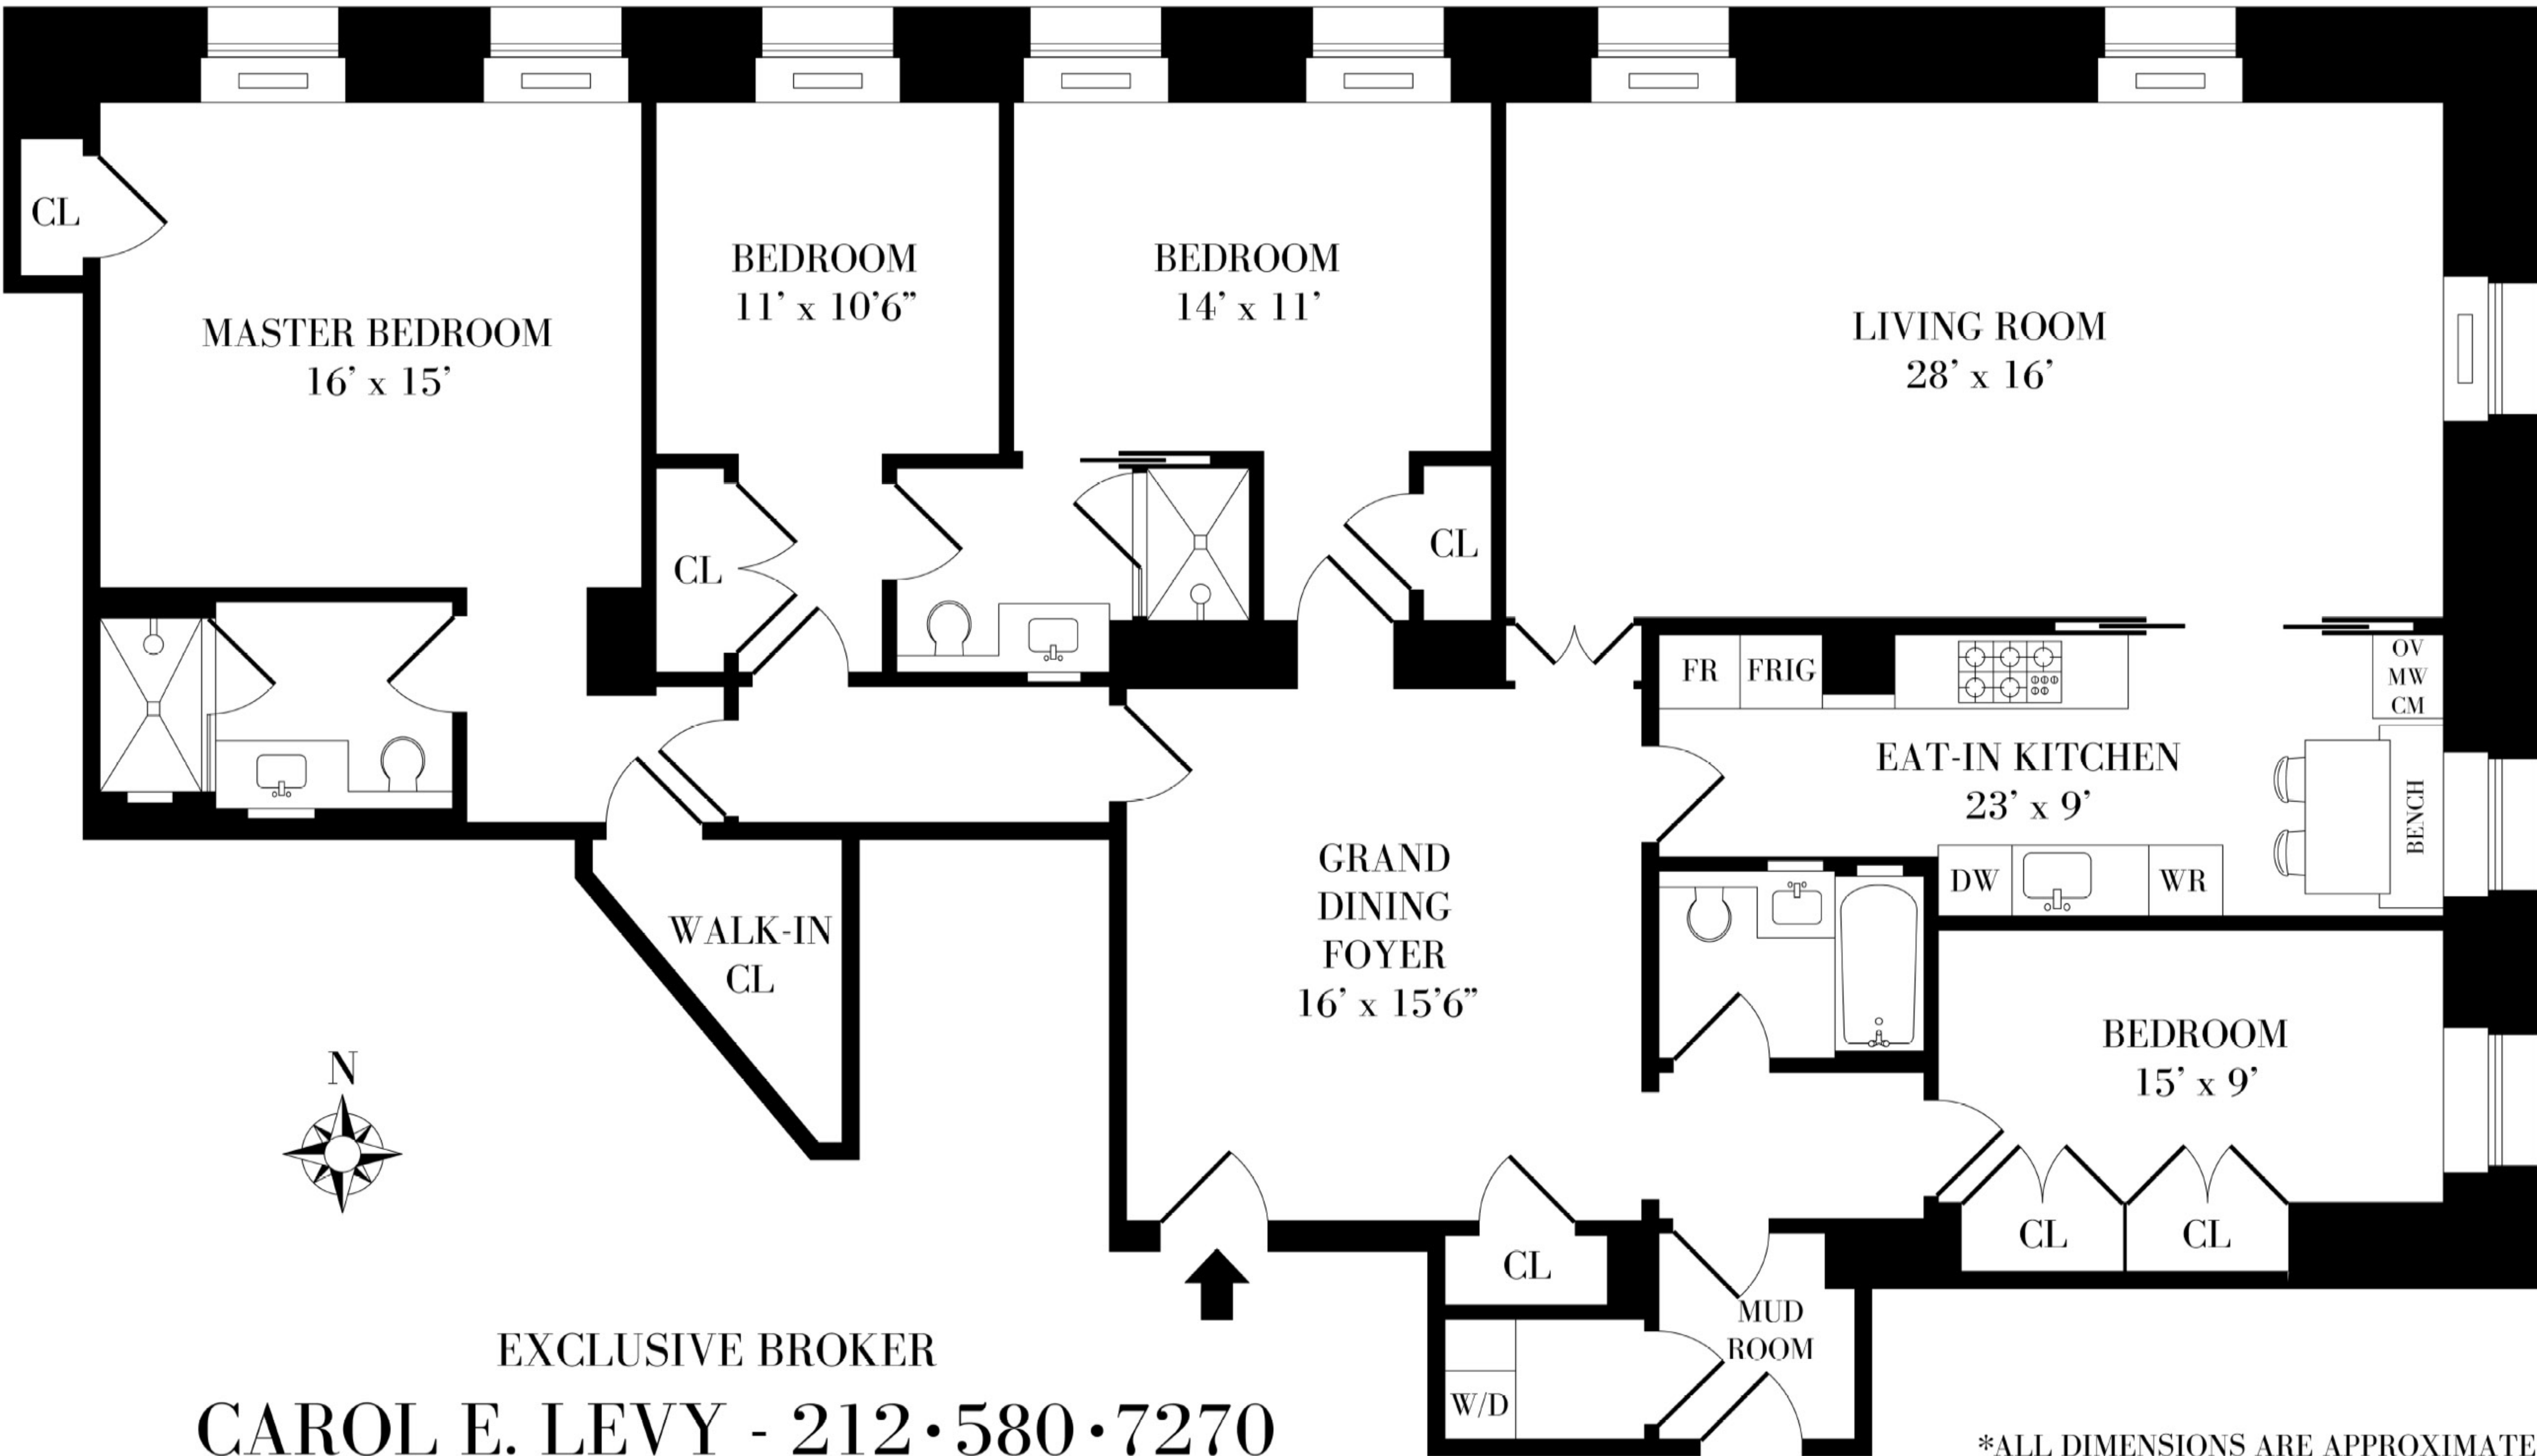 CL
MASTER BEDROOM
16’ x 15’
BEDROOM
11’ x 10’6”
BEDROOM
14’ x 11’
LIVING ROOM
28’ x 16’
CL
CL
FR
FRIG
OV
MW
CM
EAT-IN KITCHEN
23’ x 9’
BENCH
DW
WR
GRAND
DINING
FOYER
16’ x 15’6”
WALK-IN
CL
BEDROOM
15’ x 9’
N
CL
CL
CL
MUD
ROOM
W/D
EXCLUSIVE BROKER
CAROL E. LEVY - 212·580·7270
*ALL DIMENSIONS ARE APPROXIMATE